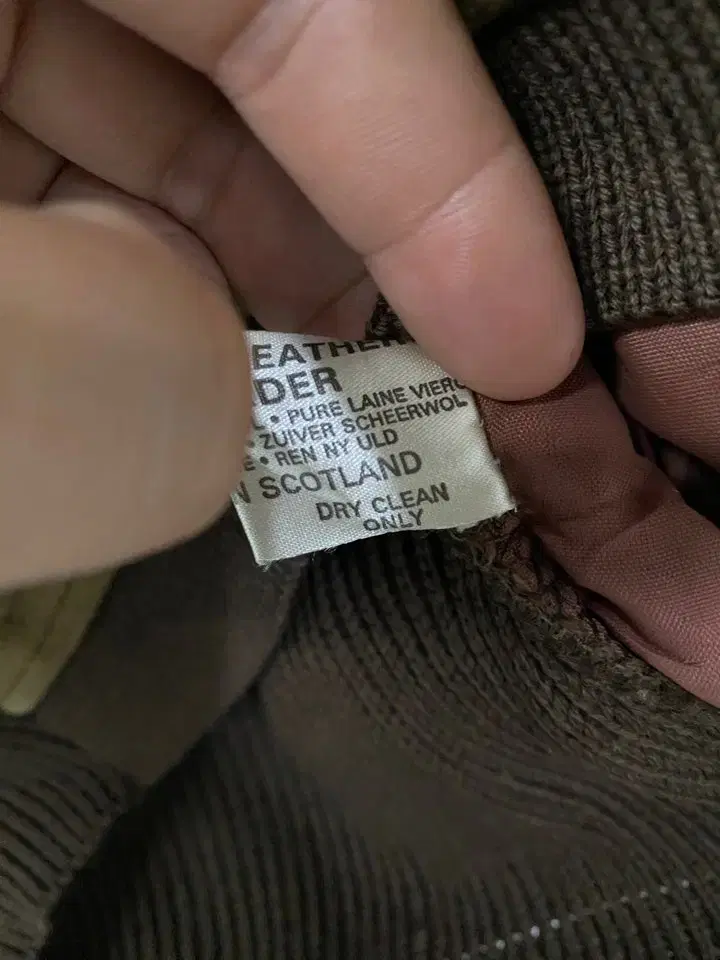 EATHER
DER
• PURE LAINE VIERG
• ZUIVER SCHEERWOL
E • REN NY ULD
N SCOTLAND
DRY CLEAN
ONLY